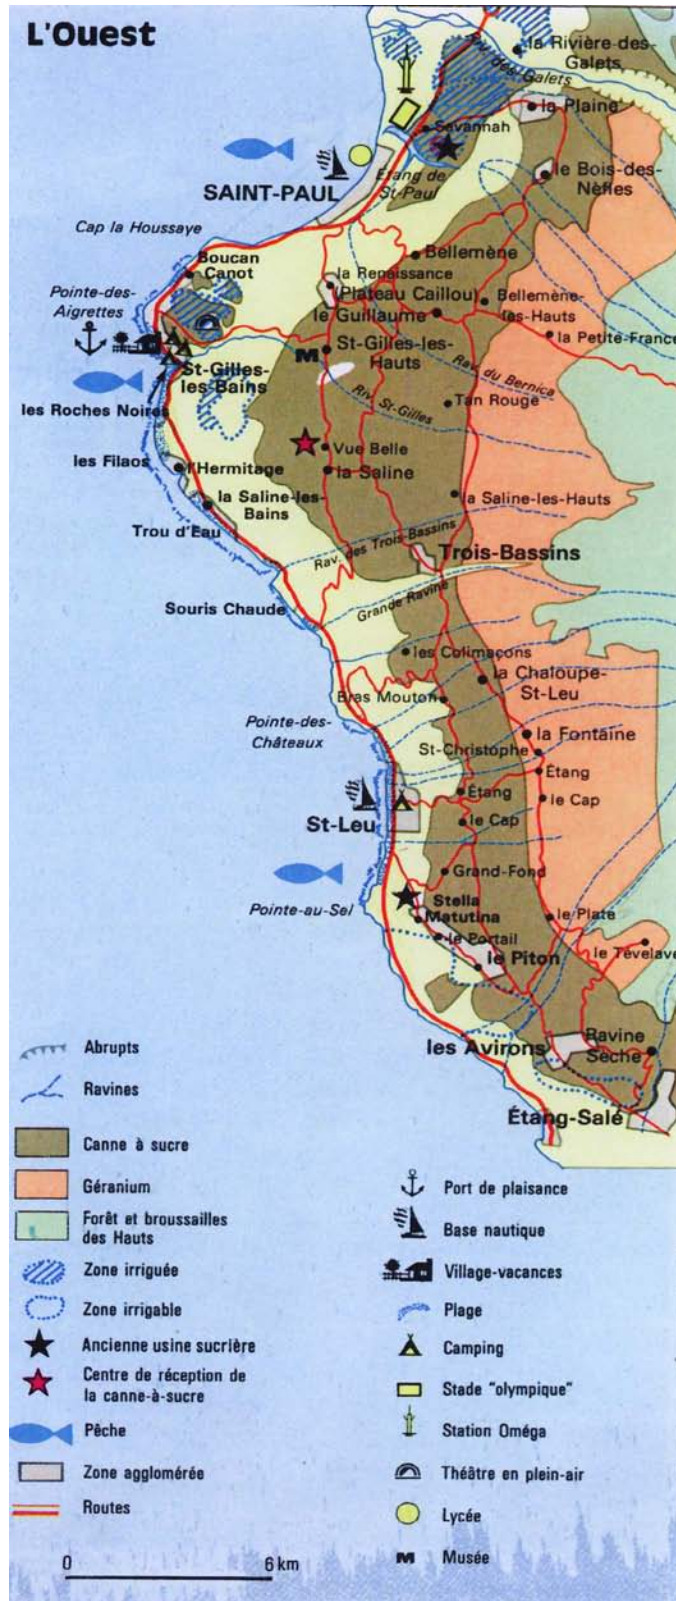 L'Ouest
la Rivière-des-
Galets
Riv. des Galets
la Plaine
Savannah
le Bois-des-
Nèfles
Étang de
St-Paul
SAINT-PAUL
Cap la Houssaye
Bellemène
Boucan
Canot
la Renaissance
(Plateau Caillou)
Bellemène-
les-Hauts
Pointe-des-
Aigrettes
le Guillaume
la Petite-France
St-Gilles-les-
Hauts
St-Gilles-
les-Bains
Rav. du Bernica
les Roches Noires
Riv. St-Gilles
Tan Rouge
Vue Belle
les Filaos
l'Hermitage
la Saline
la Saline-les-
Bains
la Saline-les-Hauts
Trou d'Eau
Rav. des Trois-Bassins
Trois-Bassins
Souris Chaude
Grande Ravine
les Colimaçons
la Chaloupe-
St-Leu
Bras Mouton
Pointe-des-
Châteaux
la Fontaine
St-Christophe
Étang
Étang
le Cap
St-Leu
le Cap
Grand-Fond
Pointe-au-Sel
Stella
Matutina
le Plate
le Portail
le Tévelave
le Piton
les Avirons
Ravine
Sèche
Étang-Salé
Abrupts
Ravines
Canne à sucre
Géranium
Forêt et broussailles
des Hauts
Zone irriguée
Zone irrigable
Ancienne usine sucrière
Centre de réception de
la canne-à-sucre
Pêche
Zone agglomérée
Routes
Port de plaisance
Base nautique
Village-vacances
Plage
Camping
Stade "olympique"
Station Oméga
Théâtre en plein-air
Lycée
M Musée
0 6 km